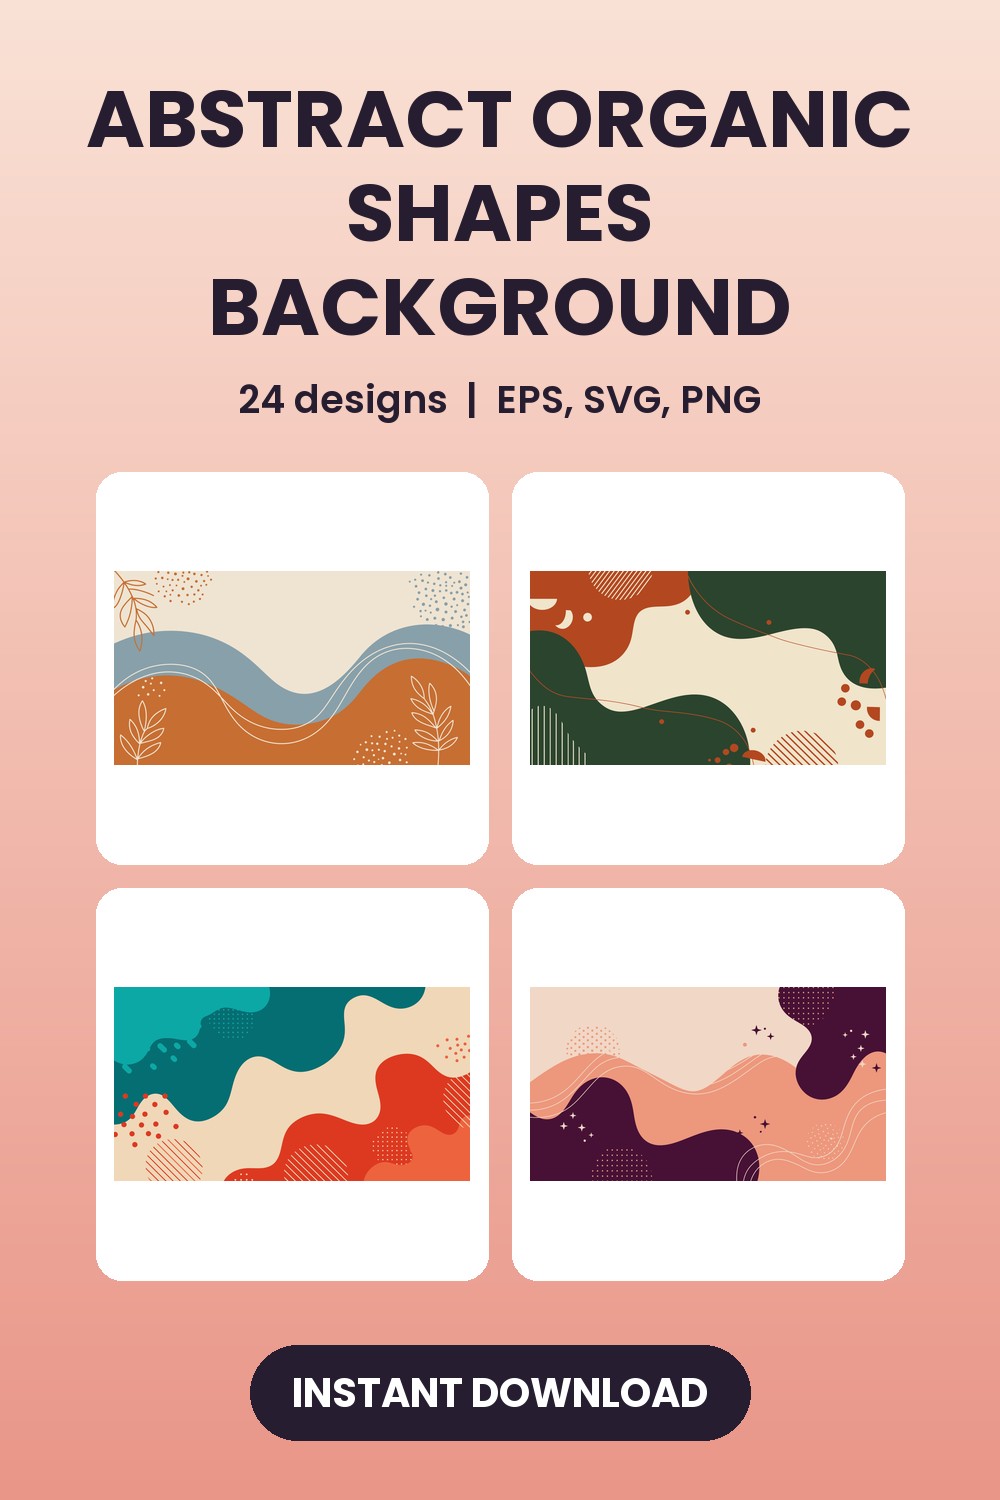 ABSTRACT ORGANIC
SHAPES
BACKGROUND
24 designs | EPS, SVG, PNG
INSTANT DOWNLOAD